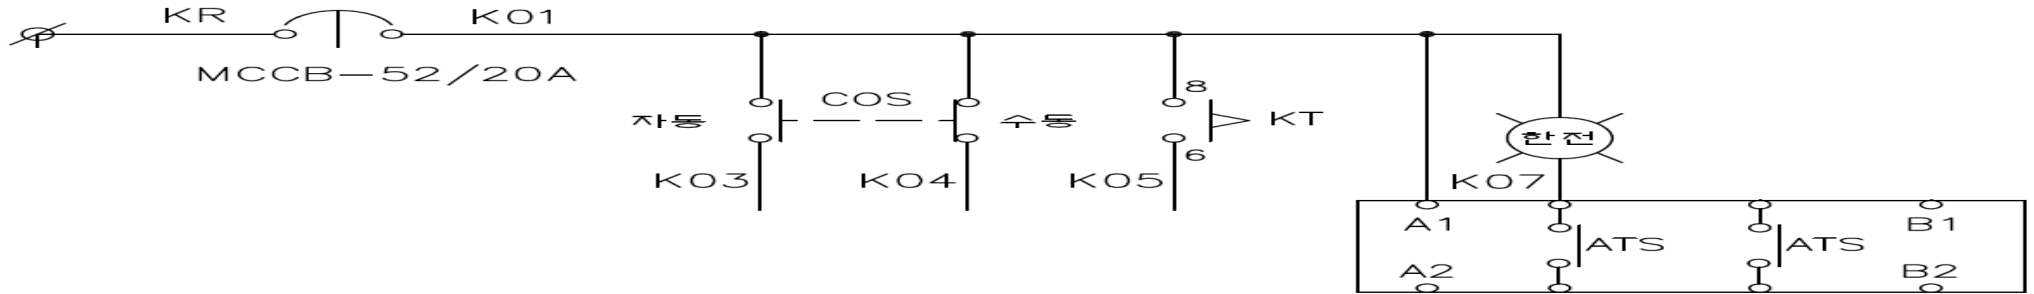 KR K01
MCCB-52/20A
자동 COS 수동 8 KT
6
K03 K04 K05 K07
한전
A1 ATS ATS B1
A2 B2